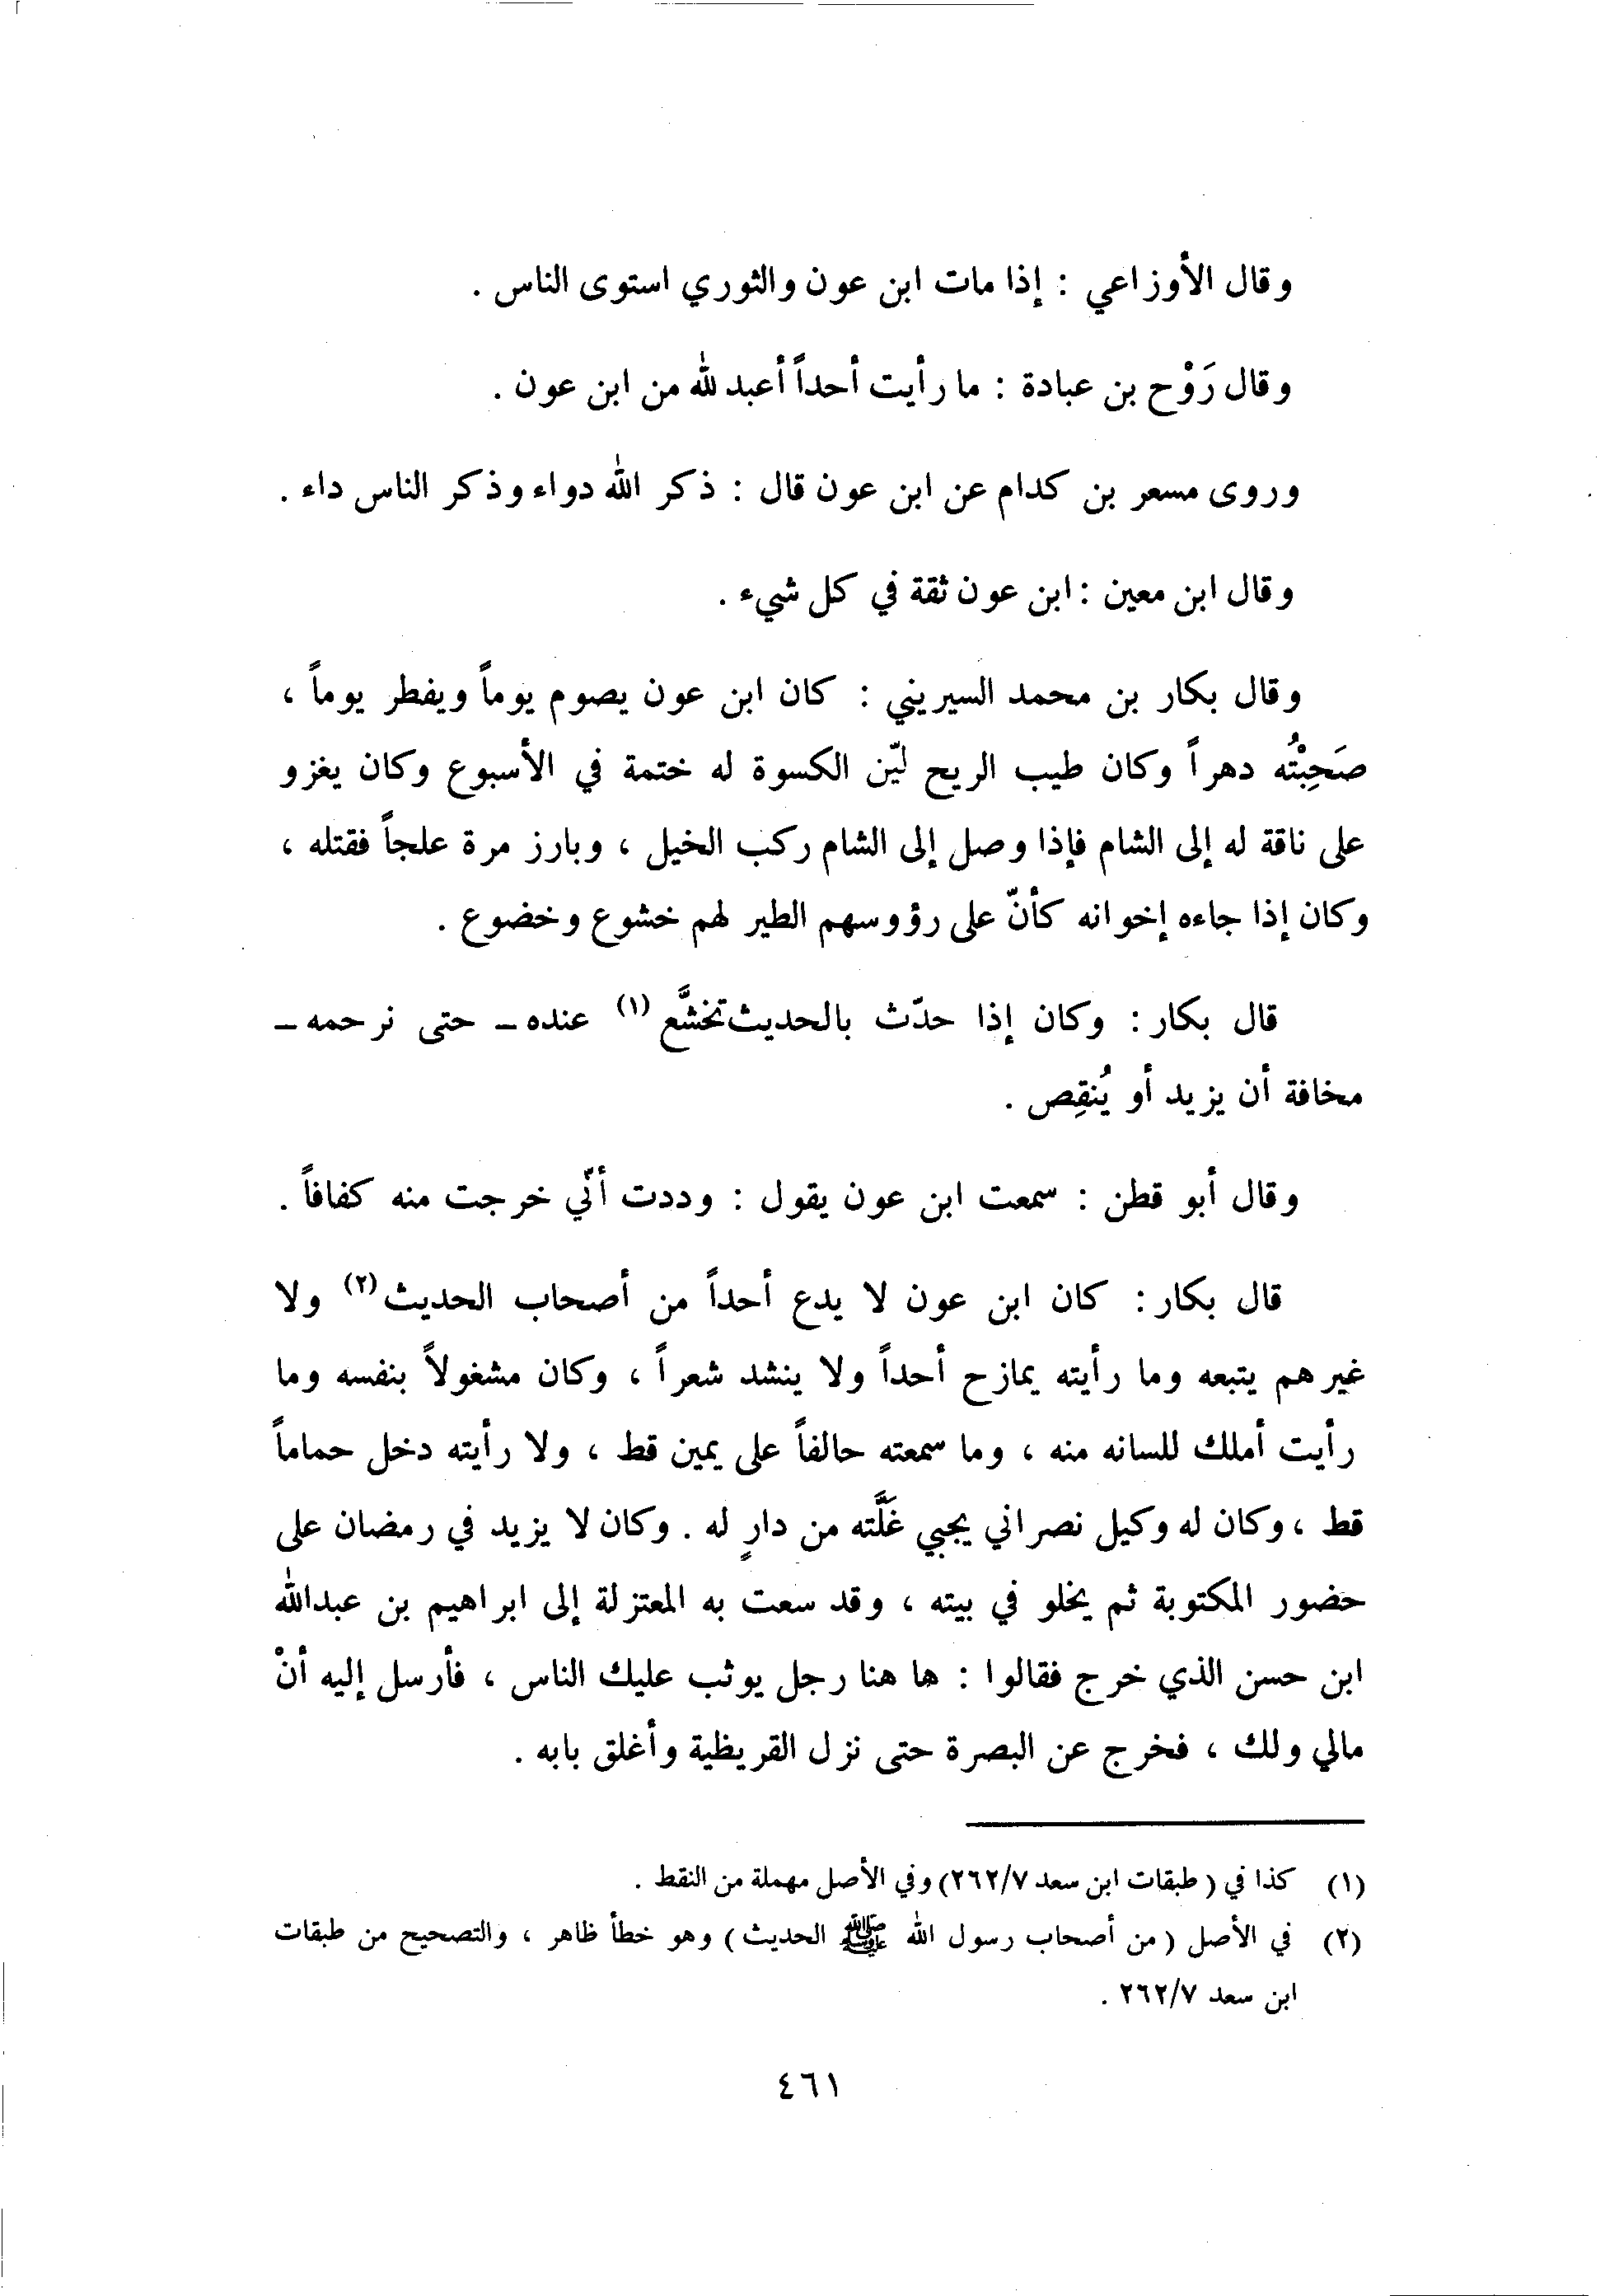 وقال الأوزاعي : إذا مات ابن عون والثوري استوى الناس .
وقال رَوْح بن عبادة : ما رأيت أحداً أعبد لله من ابن عون .
وروى مسعر بن كدام عن ابن عون قال : ذكر الله دواء وذكر الناس داء .
وقال ابن معين : ابن عون ثقة في كل شيء .
وقال بكار بن محمد السيريني : كان ابن عون يصوم يوماً ويفطر يوماً ،
صَحِبْتُه دهراً وكان طيب الريح ليّن الكسوة له ختمة في الأسبوع وكان يغزو
على ناقة له إلى الشام فإذا وصل إلى الشام ركب الخيل ، وبارز مرة علجاً فقتله ،
وكان إذا جاءه إخوانه كأنّ على رؤوسهم الطير لهم خشوع وخضوع .
قال بكار : وكان إذا حدّث بالحديث تخشَّع (١) عنده ــ حتى نرحمه ــ
مخافة أن يزيد أو يُنقِص .
وقال أبو قطن : سمعت ابن عون يقول : وددت أنّي خرجت منه كفافاً .
قال بكار : كان ابن عون لا يدع أحداً من أصحاب الحديث (٢) ولا
غيرهم يتبعه وما رأيته يمازح أحداً ولا ينشد شعراً ، وكان مشغولاً بنفسه وما
رأيت أملك للسانه منه ، وما سمعته حالفاً على يمين قط ، ولا رأيته دخل حماماً
قط ، وكان له وكيل نصراني يجبي غَلَّته من دارٍ له . وكان لا يزيد في رمضان على
حضور المكتوبة ثم يخلو في بيته ، وقد سعت به المعتزلة إلى ابراهيم بن عبدالله
ابن حسن الذي خرج فقالوا : ها هنا رجل يوثب عليك الناس ، فأرسل إليه أنْ
مالي ولك ، فخرج عن البصرة حتى نزل القريظية وأغلق بابه .
(١) كذا في ( طبقات ابن سعد ٢٦٢/٧) وفي الأصل مهملة من النقط .
(٢) في الأصل ( من أصحاب رسول الله ﷺ الحديث ) وهو خطأ ظاهر ، والتصحيح من طبقات
ابن سعد ٢٦٢/٧ .
٤٦١